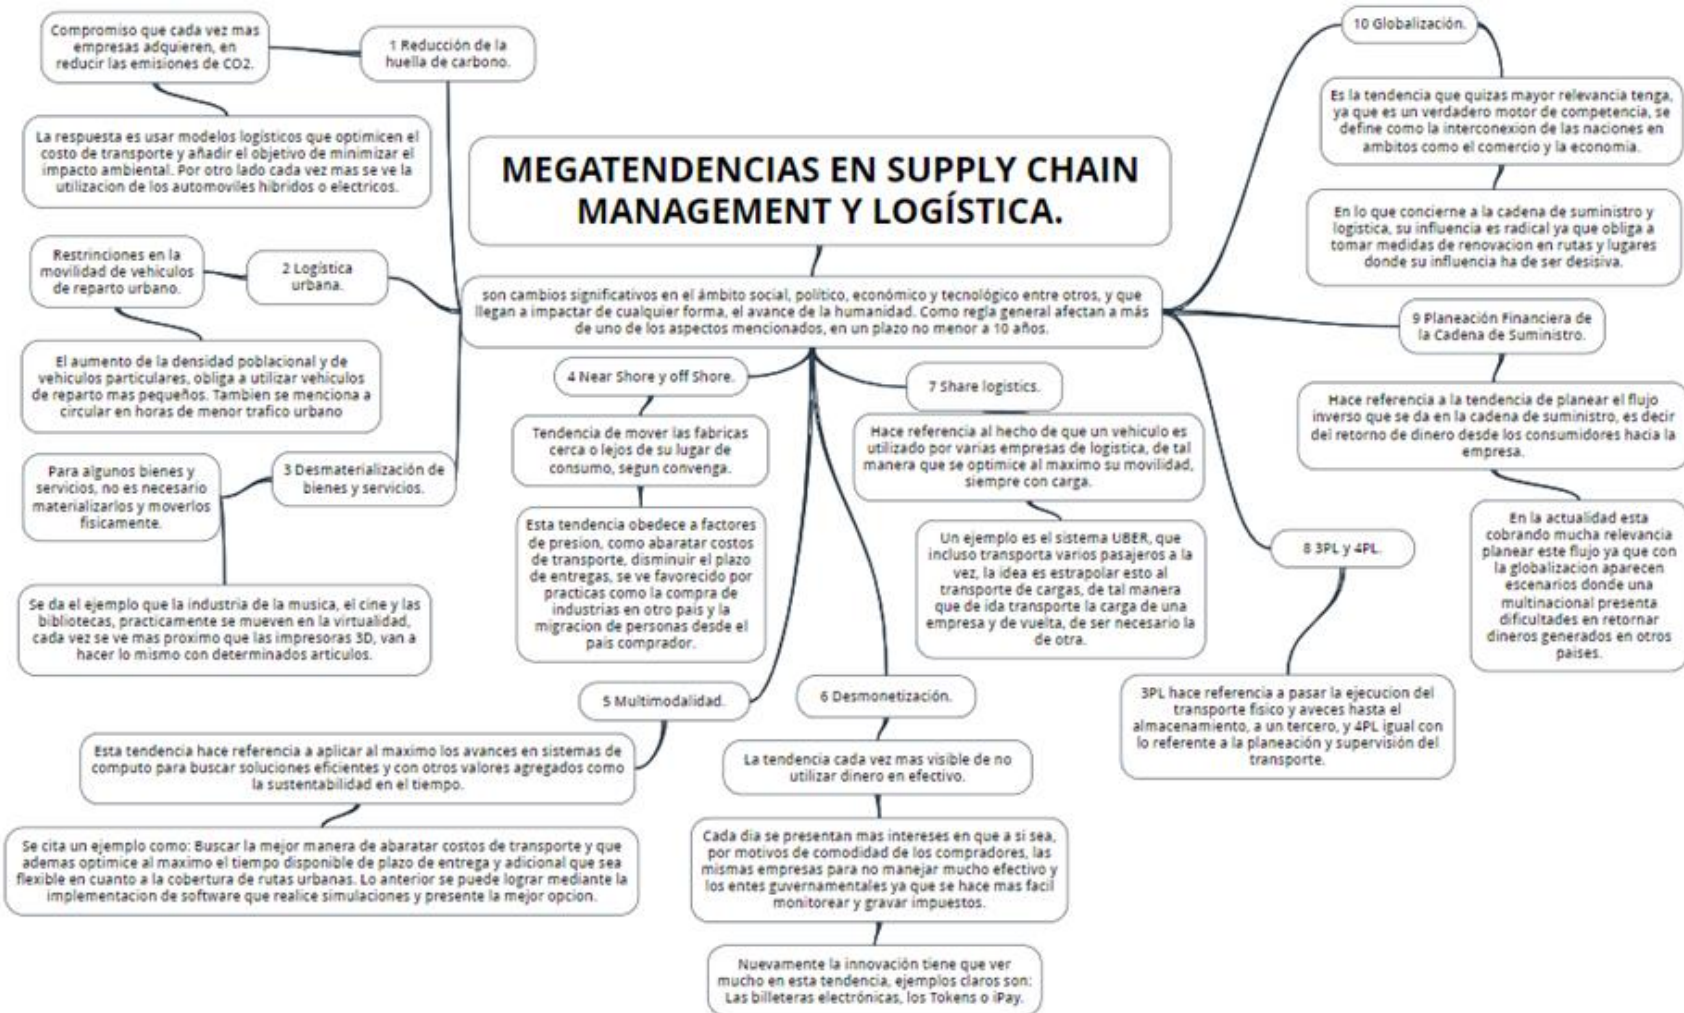 MEGATENDENCIAS EN SUPPLY CHAIN
MANAGEMENT Y LOGÍSTICA.
son cambios significativos en el ámbito social, político, económico y tecnológico entre otros, y que
llegan a impactar de cualquier forma, el avance de la humanidad. Como regla general afectan a más
de uno de los aspectos mencionados, en un plazo no menor a 10 años.
1 Reducción de la
huella de carbono.
Compromiso que cada vez mas
empresas adquieren, en
reducir las emisiones de CO2.
La respuesta es usar modelos logísticos que optimicen el
costo de transporte y añadir el objetivo de minimizar el
impacto ambiental. Por otro lado cada vez mas se ve la
utilizacion de los automoviles hibridos o electricos.
2 Logística
urbana.
Restrinciones en la
movilidad de vehiculos
de reparto urbano.
El aumento de la densidad poblacional y de
vehiculos particulares, obliga a utilizar vehiculos
de reparto mas pequeños. Tambien se menciona a
circular en horas de menor trafico urbano
3 Desmaterialización de
bienes y servicios.
Para algunos bienes y
servicios, no es necesario
materializarlos y moverlos
fisicamente.
Se da el ejemplo que la industria de la musica, el cine y las
bibliotecas, practicamente se mueven en la virtualidad,
cada vez se ve mas proximo que las impresoras 3D, van a
hacer lo mismo con determinados articulos.
4 Near Shore y off Shore.
Tendencia de mover las fabricas
cerca o lejos de su lugar de
consumo, segun convenga.
Esta tendencia obedece a factores
de presion, como abaratar costos
de transporte, disminuir el plazo
de entregas, se ve favorecido por
practicas como la compra de
industrias en otro pais y la
migracion de personas desde el
pais comprador.
5 Multimodalidad.
Esta tendencia hace referencia a aplicar al maximo los avances en sistemas de
computo para buscar soluciones eficientes y con otros valores agregados como
la sustentabilidad en el tiempo.
Se cita un ejemplo como: Buscar la mejor manera de abaratar costos de transporte y que
ademas optimice al maximo el tiempo disponible de plazo de entrega y adicional que sea
flexible en cuanto a la cobertura de rutas urbanas. Lo anterior se puede lograr mediante la
implementacion de software que realice simulaciones y presente la mejor opcion.
6 Desmonetización.
La tendencia cada vez mas visible de no
utilizar dinero en efectivo.
Cada dia se presentan mas intereses en que a si sea,
por motivos de comodidad de los compradores, las
mismas empresas para no manejar mucho efectivo y
los entes guvernamentales ya que se hace mas facil
monitorear y gravar impuestos.
Nuevamente la innovación tiene que ver
mucho en esta tendencia, ejemplos claros son:
Las billeteras electrónicas, los Tokens o iPay.
7 Share logistics.
Hace referencia al hecho de que un vehiculo es
utilizado por varias empresas de logistica, de tal
manera que se optimice al maximo su movilidad,
siempre con carga.
Un ejemplo es el sistema UBER, que
incluso transporta varios pasajeros a la
vez, la idea es estrapolar esto al
transporte de cargas, de tal manera
que de ida transporte la carga de una
empresa y de vuelta, de ser necesario la
de otra.
8 3PL y 4PL.
3PL hace referencia a pasar la ejecucion del
transporte fisico y aveces hasta el
almacenamiento, a un tercero, y 4PL igual con
lo referente a la planeación y supervisión del
transporte.
9 Planeación Financiera de
la Cadena de Suministro.
Hace referencia a la tendencia de planear el flujo
inverso que se da en la cadena de suministro, es decir
del retorno de dinero desde los consumidores hacia la
empresa.
En la actualidad esta
cobrando mucha relevancia
planear este flujo ya que con
la globalizacion aparecen
escenarios donde una
multinacional presenta
dificultades en retornar
dineros generados en otros
paises.
10 Globalización.
Es la tendencia que quizas mayor relevancia tenga,
ya que es un verdadero motor de competencia, se
define como la interconexion de las naciones en
ambitos como el comercio y la economia.
En lo que concierne a la cadena de suministro y
logistica, su influencia es radical ya que obliga a
tomar medidas de renovacion en rutas y lugares
donde su influencia ha de ser desisiva.